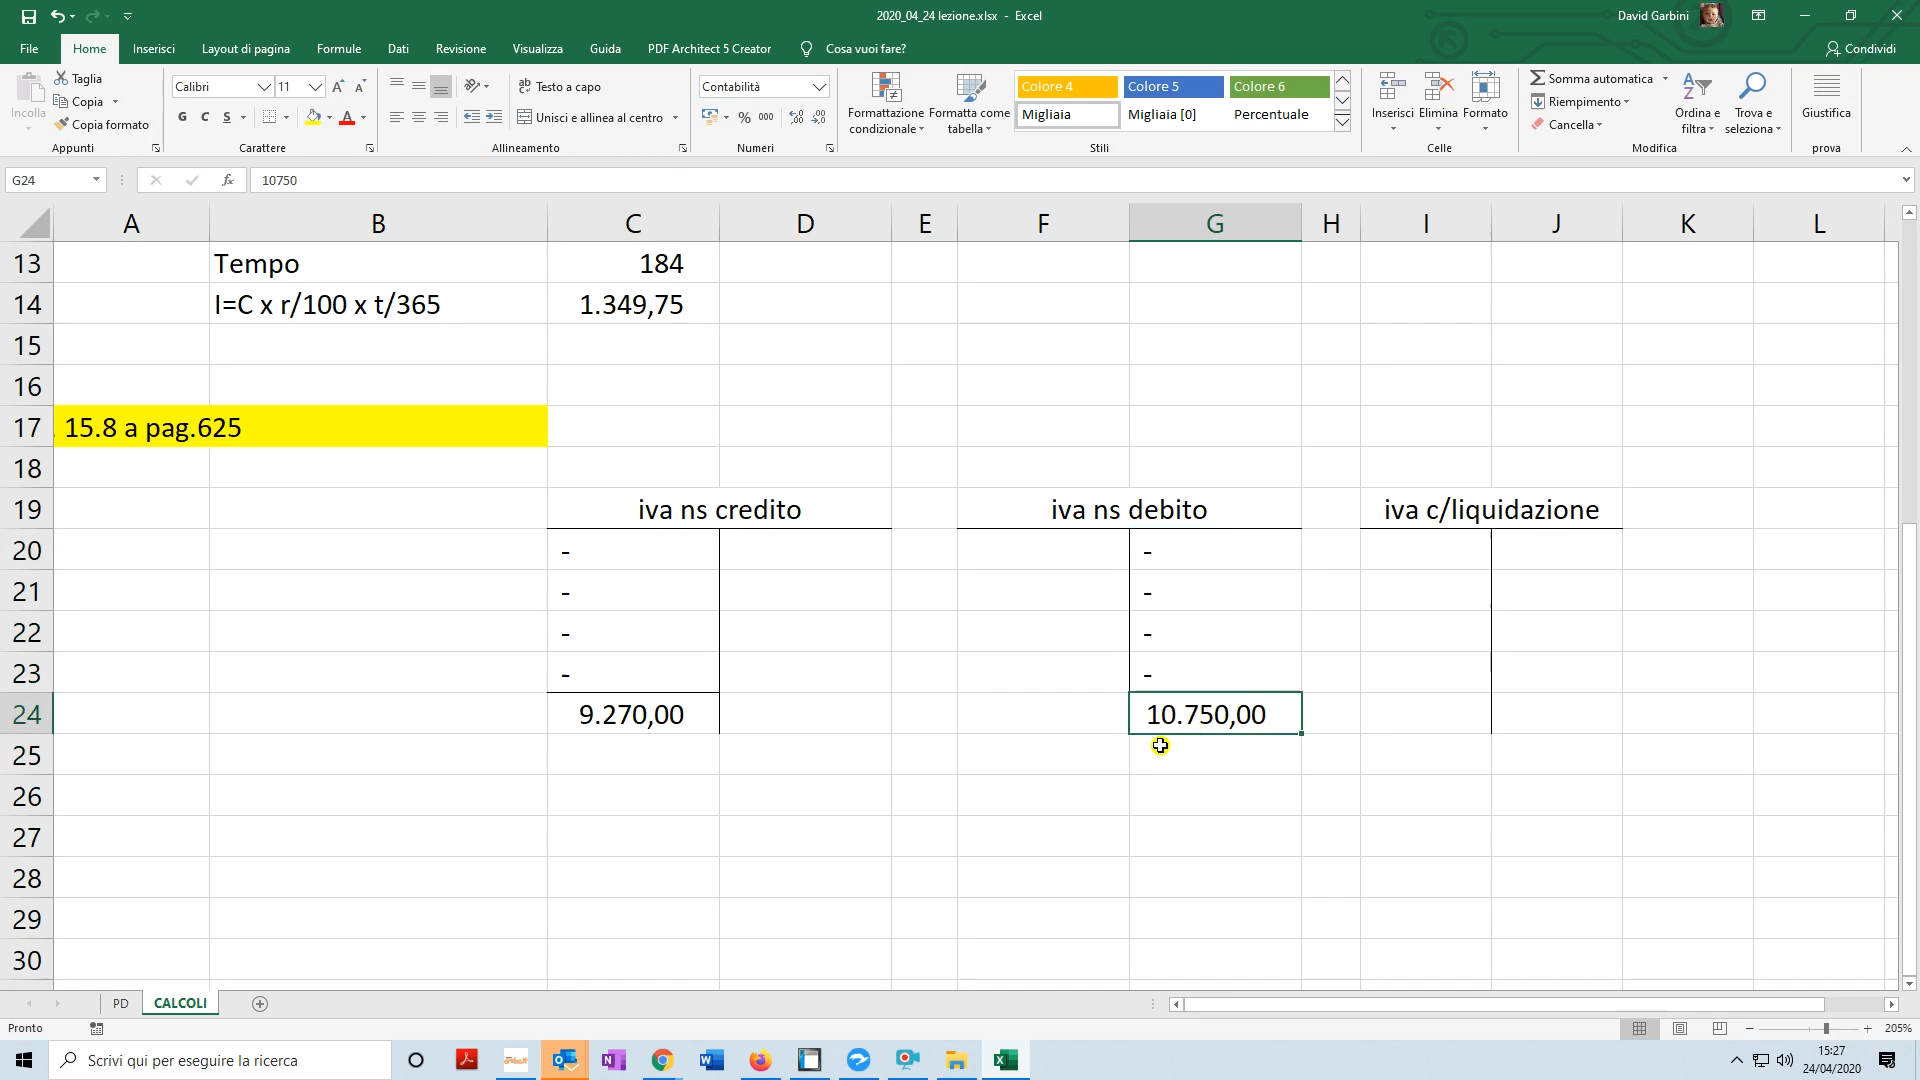 2020_04_24 lezione.xlsx - Excel
David Garbini
File Home Inserisci Layout di pagina Formule Dati Revisione Visualizza Guida PDF Architect 5 Creator Cosa vuoi fare? Condividi
Incolla
Taglia
Copia
Copia formato
Appunti
Calibri 11
G C S
Carattere
Testo a capo
Unisci e allinea al centro
Allineamento
Contabilità
% 000
Numeri
Formattazione condizionale
Formatta come tabella
Colore 4 Colore 5 Colore 6
Migliaia Migliaia [0] Percentuale
Stili
Inserisci Elimina Formato
Celle
Somma automatica
Riempimento
Cancella
Ordina e filtra
Trova e seleziona
Modifica
Giustifica
prova
G24 fx 10750
A B C D E F G H I J K L
13 Tempo 184
14 I=C x r/100 x t/365 1.349,75
15
16
17 15.8 a pag.625
18
19 iva ns credito iva ns debito iva c/liquidazione
20 - -
21 - -
22 - -
23 - -
24 9.270,00 10.750,00
25
26
27
28
29
30
PD CALCOLI
Pronto 205%
Scrivi qui per eseguire la ricerca
15:27
24/04/2020